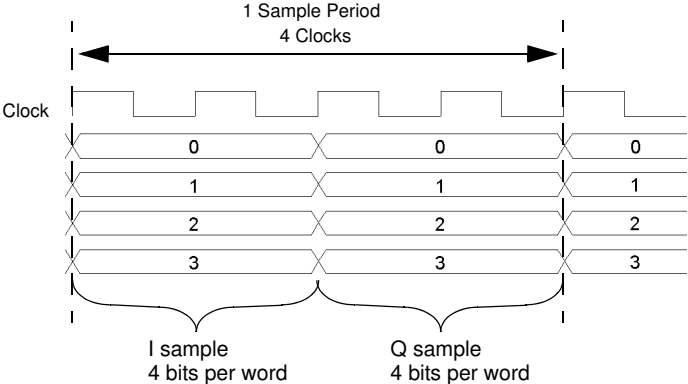 1 Sample Period
4 Clocks
Clock
0 0 0
1 1 1
2 2 2
3 3 3
I sample Q sample
4 bits per word 4 bits per word